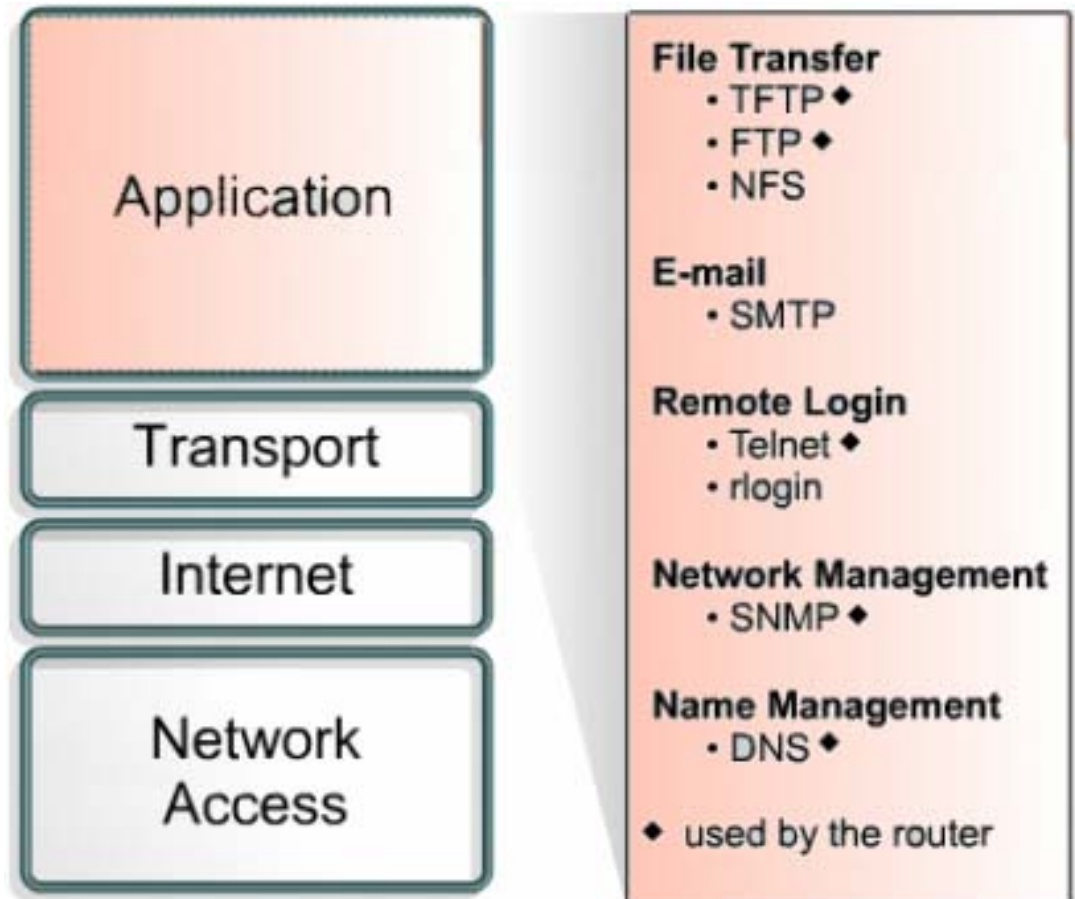 Application
Transport
Internet
Network
Access
File Transfer
• TFTP ◆
• FTP ◆
• NFS
E-mail
• SMTP
Remote Login
• Telnet ◆
• rlogin
Network Management
• SNMP ◆
Name Management
• DNS ◆
◆ used by the router